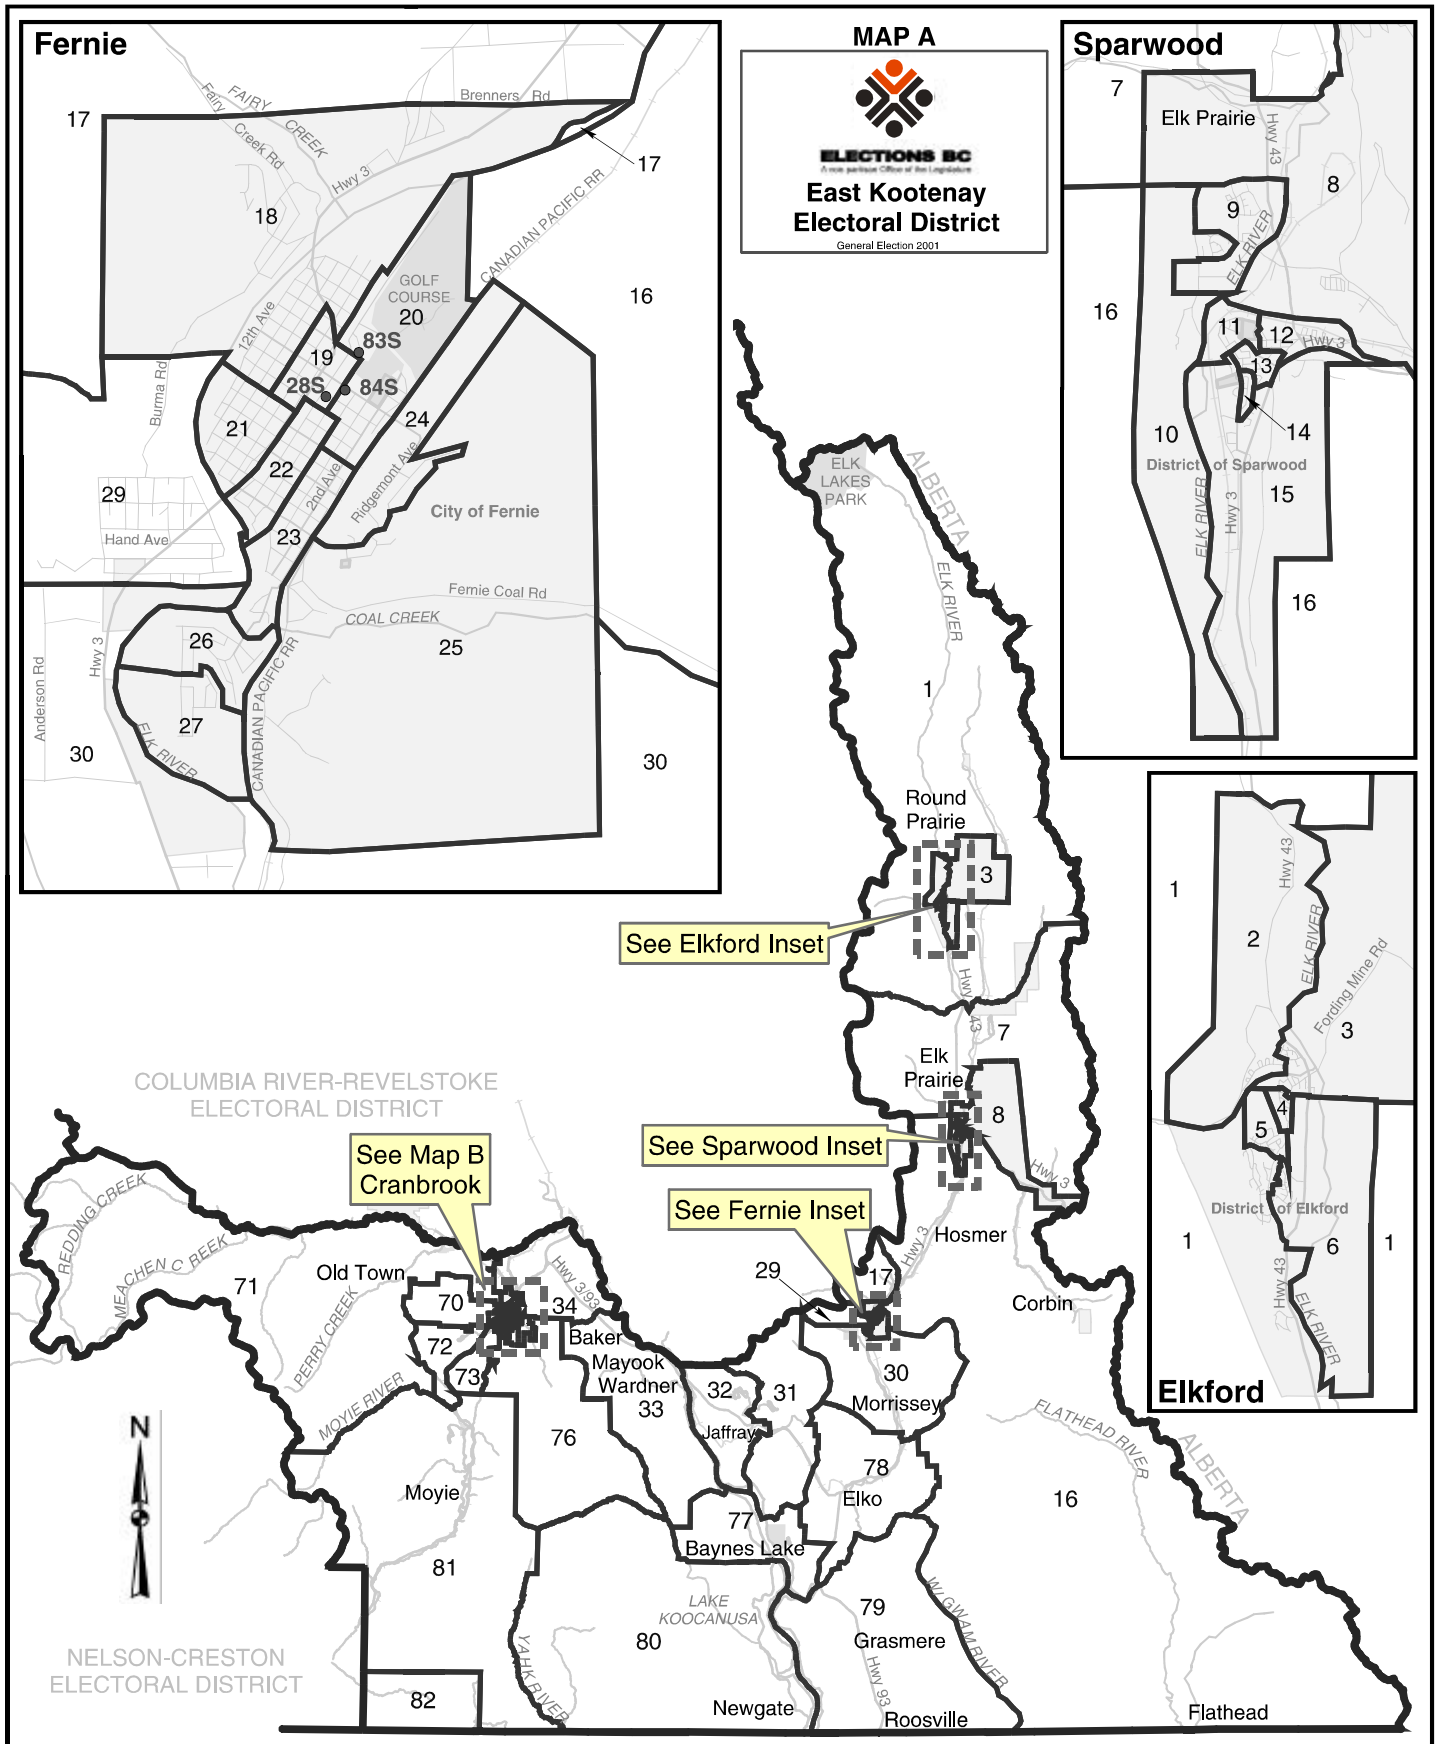 Fernie
17
FAIRY
CREEK
Fairy
Creek Rd
Brenners Rd
Hwy 3
17
18
CANADIAN PACIFIC RR
GOLF
COURSE
20
16
12th Ave
83S
19
28S
84S
Burma Rd
24
21
22
2nd Ave
Ridgemont Ave
29
City of Fernie
Hand Ave
23
Fernie Coal Rd
COAL CREEK
26
25
Hwy 3
Anderson Rd
CANADIAN PACIFIC RR
27
ELK RIVER
30
30
MAP A
ELECTIONS BC
A non-partisan Office of the Legislature
East Kootenay
Electoral District
General Election 2001
Sparwood
7
Elk Prairie
Hwy 43
8
9
ELK RIVER
16
11
12
Hwy 3
13
14
10
District of Sparwood
15
ELK RIVER
Hwy 3
16
1
Hwy 43
2
ELK RIVER
Fording Mine Rd
3
4
5
District of Elkford
1
6
1
Hwy 43
ELK RIVER
Elkford
ELK
LAKES
PARK
ALBERTA
ELK RIVER
1
Round
Prairie
3
See Elkford Inset
Hwy 43
7
Elk
Prairie
8
See Sparwood Inset
Hwy 3
See Fernie Inset
Hwy 3
Hosmer
17
29
Corbin
COLUMBIA RIVER-REVELSTOKE
ELECTORAL DISTRICT
See Map B
Cranbrook
REDDING CREEK
MEACHEN CREEK
71
Old Town
70
PERRY CREEK
72
73
MOYIE RIVER
Hwy 3/93
34
Baker
Mayook
Wardner
33
32
31
Jaffray
30
Morrissey
FLATHEAD RIVER
ALBERTA
N
76
Moyie
78
Elko
16
77
Baynes Lake
81
LAKE
KOOCANUSA
79
WIGWAM RIVER
80
Grasmere
NELSON-CRESTON
ELECTORAL DISTRICT
YAHK RIVER
Hwy 93
82
Newgate
Roosville
Flathead